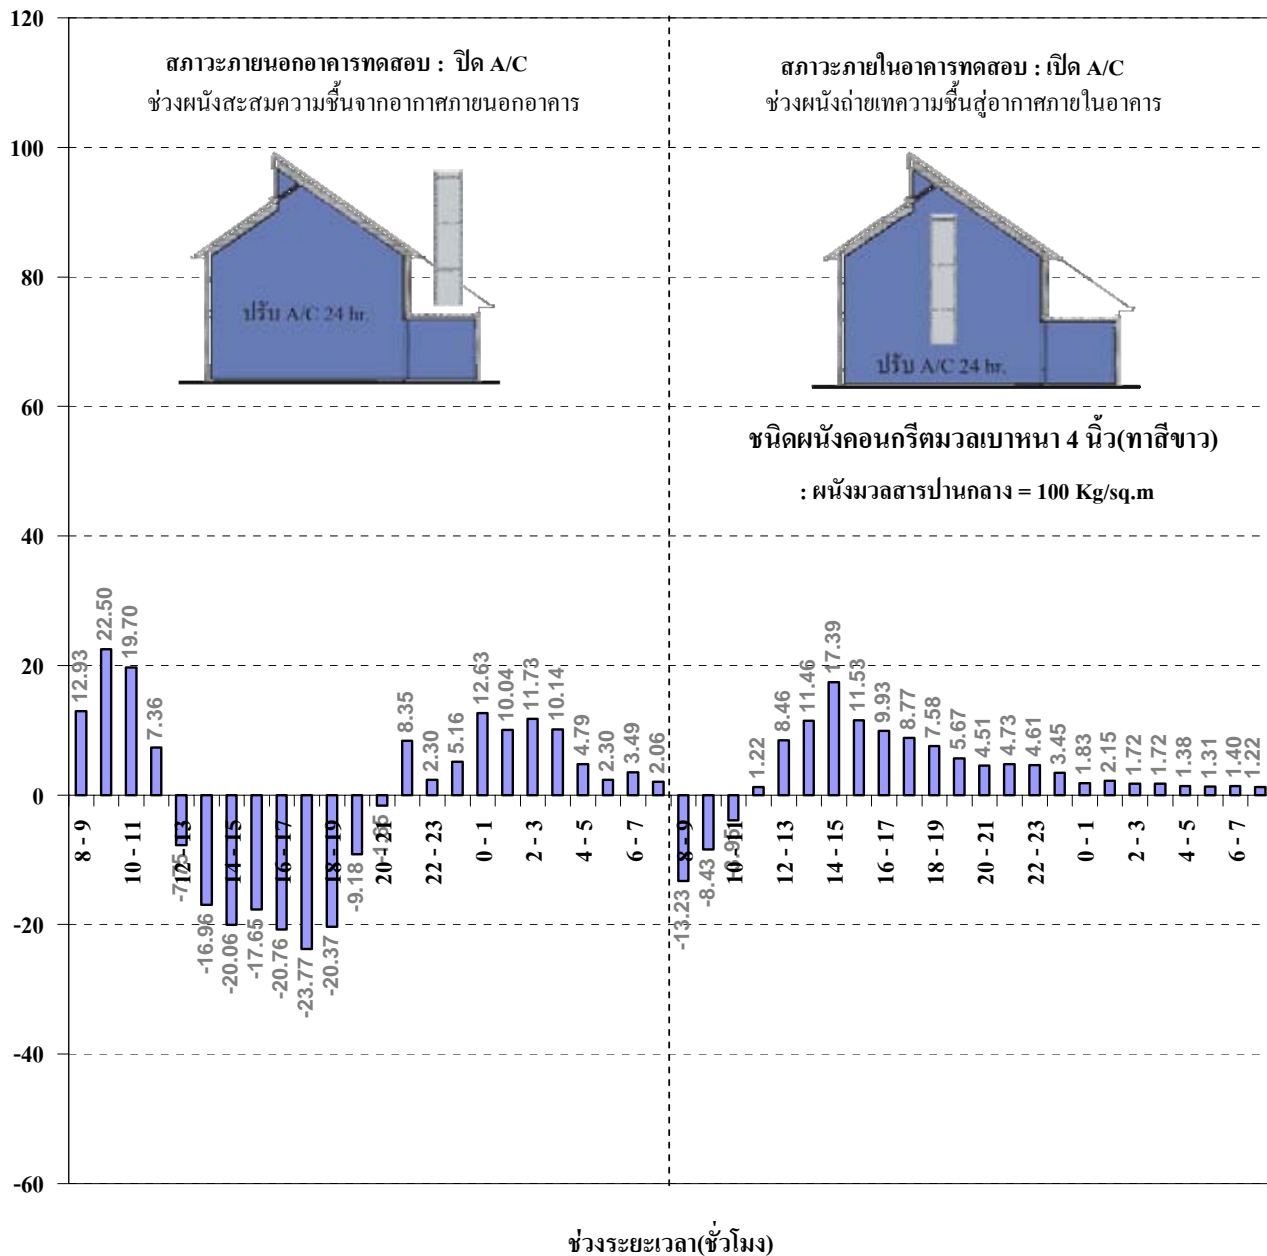 120
100
80
60
40
20
0
-20
-40
-60
สภาวะภายนอกอาคารทดสอบ : ปิด A/C
ช่วงผนังสะสมความชื้นจากอากาศภายนอกอาคาร
สภาวะภายในอาคารทดสอบ : เปิด A/C
ช่วงผนังถ่ายเทความชื้นสู่อากาศภายในอาคาร
ปรับ A/C 24 hr.
ปรับ A/C 24 hr.
ชนิดผนังคอนกรีตมวลเบาหนา 4 นิ้ว(ทาสีขาว)
: ผนังมวลสารปานกลาง = 100 Kg/sq.m
12.93
22.50
19.70
7.36
-7.75
-16.96
-20.06
-17.65
-20.76
-23.77
-20.37
-9.18
-1.65
8.35
2.30
5.16
12.63
10.04
11.73
10.14
4.79
2.30
3.49
2.06
-13.23
-8.43
-3.95
1.22
8.46
11.46
17.39
11.53
9.93
8.77
7.58
5.67
4.51
4.73
4.61
3.45
1.83
2.15
1.72
1.72
1.38
1.31
1.40
1.22
8 - 9
10 - 11
12 - 13
14 - 15
16 - 17
18 - 19
20 - 21
22 - 23
0 - 1
2 - 3
4 - 5
6 - 7
8 - 9
10 - 11
12 - 13
14 - 15
16 - 17
18 - 19
20 - 21
22 - 23
0 - 1
2 - 3
4 - 5
6 - 7
ช่วงระยะเวลา(ชั่วโมง)